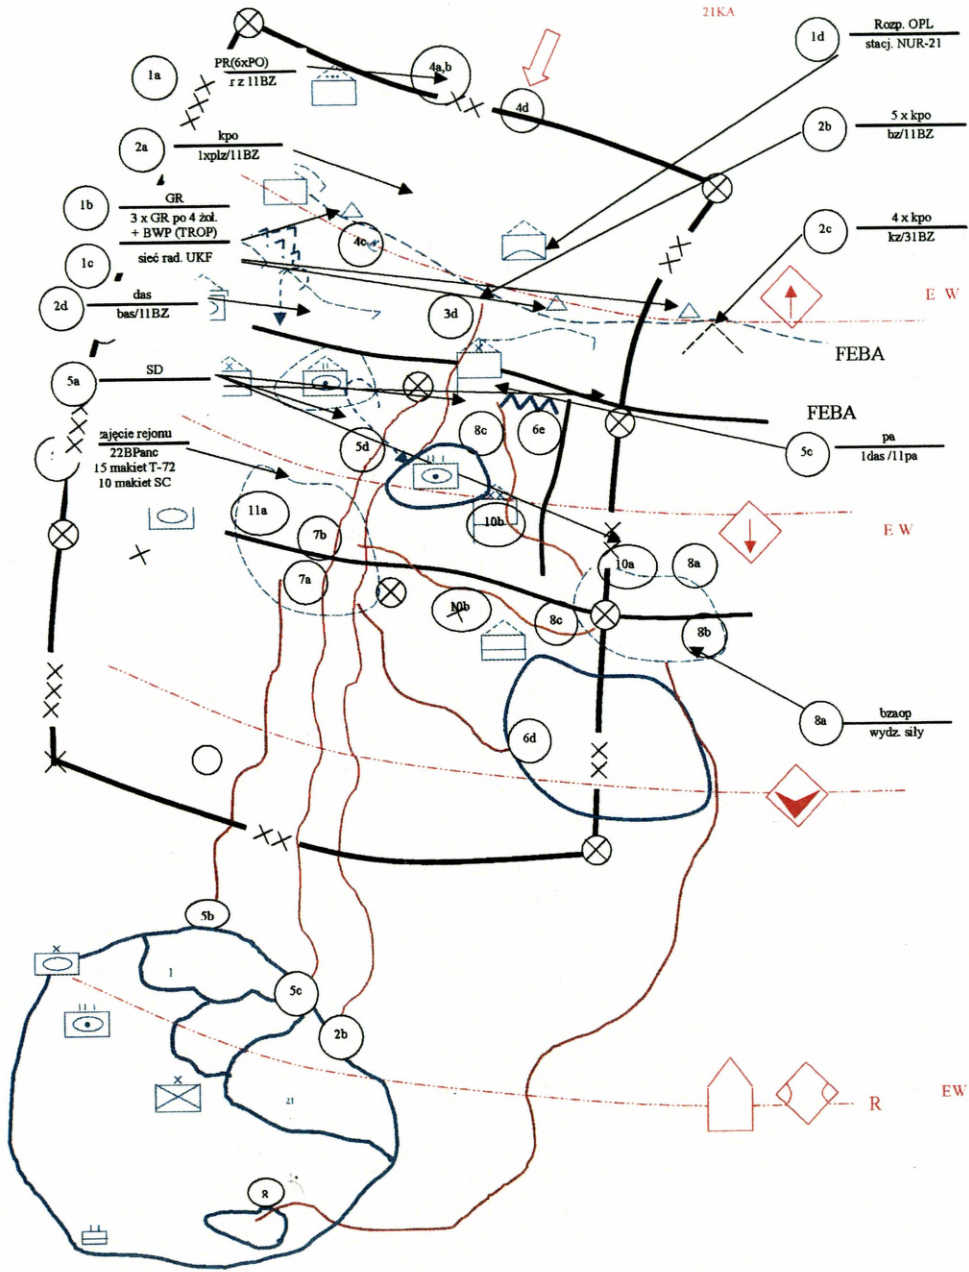 21KA
1d
Rozp. OPL
stacj. NUR-21
1a
PR(6xPO)
r z 11BZ
4a,b
4d
2b
5 x kpo
bz/11BZ
2a
kpo
1xplz/11BZ
1b
GR
3 x GR po 4 żoł.
+ BWP (TROP)
sieć rad. UKF
1c
4c
2c
4 x kpo
kz/31BZ
2d
das
bas/11BZ
3d
E W
FEBA
5a
SD
FEBA
zajęcie rejonu
22BPanc
15 makiet T-72
10 makiet SC
5d
8c
6e
5c
pa
1das /11pa
11a
7b
10b
E W
7a
10a
8a
10b
8c
8b
8a
bzaop
wydz. siły
6d
5b
1
5c
2b
21
R
EW
8